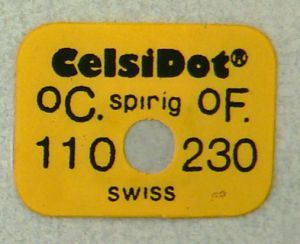 CelsiDot®
OC. spirig OF.
110 230
SWISS